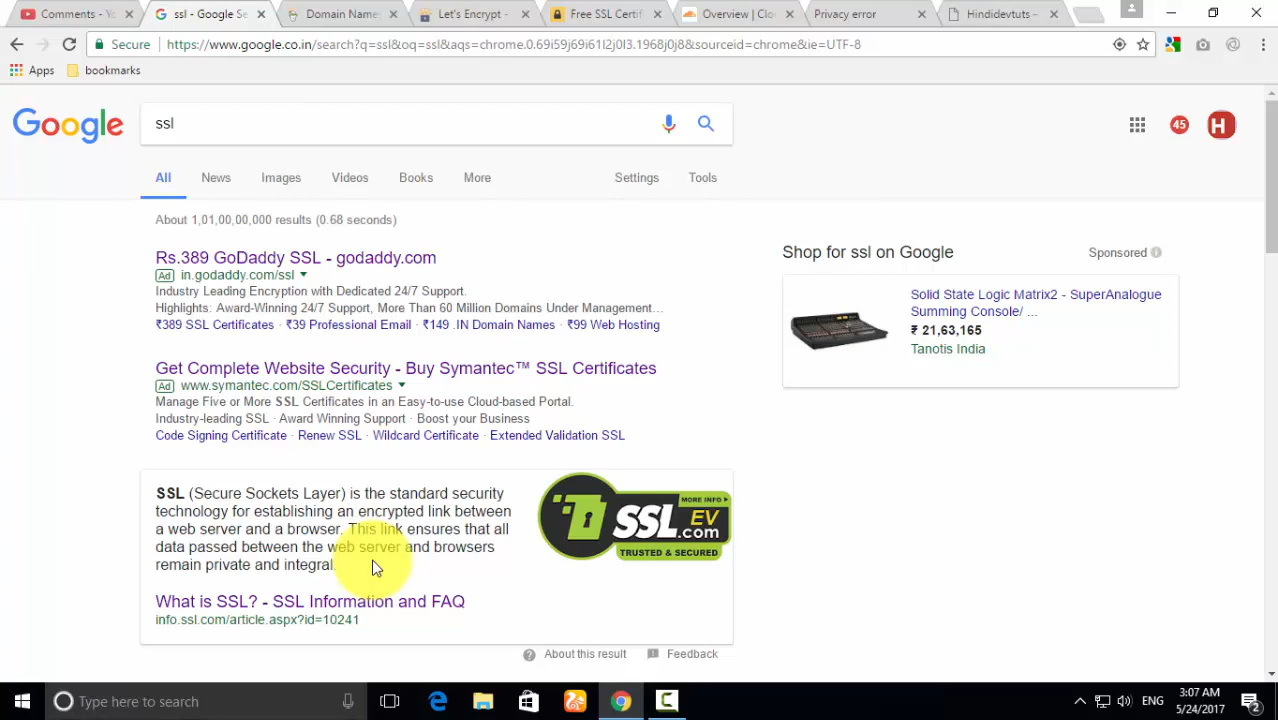 Comments - Yo
ssl - Google Se
Domain Name
Let's Encrypt -
Free SSL Certifi
Overview | Clo
Privacy error
Hindidevtuts –
Secure
https://www.google.co.in/search?q=ssl&oq=ssl&aqs=chrome.0.69i59j69i61l2j0l3.1968j0j8&sourceid=chrome&ie=UTF-8
Apps
bookmarks
Google
ssl
45
H
All
News
Images
Videos
Books
More
Settings
Tools
About 1,01,00,00,000 results (0.68 seconds)
Rs.389 GoDaddy SSL - godaddy.com
Ad in.godaddy.com/ssl
Industry Leading Encryption with Dedicated 24/7 Support.
Highlights: Award-Winning 24/7 Support, More Than 60 Million Domains Under Management…
₹389 SSL Certificates · ₹39 Professional Email · ₹149 .IN Domain Names · ₹99 Web Hosting
Get Complete Website Security - Buy Symantec™ SSL Certificates
Ad www.symantec.com/SSLCertificates
Manage Five or More SSL Certificates in an Easy-to-use Cloud-based Portal.
Industry-leading SSL · Award Winning Support · Boost your Business
Code Signing Certificate · Renew SSL · Wildcard Certificate · Extended Validation SSL
Shop for ssl on Google
Sponsored
Solid State Logic Matrix2 - SuperAnalogue
Summing Console/ ...
₹ 21,63,165
Tanotis India
SSL (Secure Sockets Layer) is the standard security
technology for establishing an encrypted link between
a web server and a browser. This link ensures that all
data passed between the web server and browsers
remain private and integral.
MORE INFO
SSL EV
.com
TRUSTED & SECURED
What is SSL? - SSL Information and FAQ
info.ssl.com/article.aspx?id=10241
About this result
Feedback
Type here to search
ENG
3:07 AM
5/24/2017
2